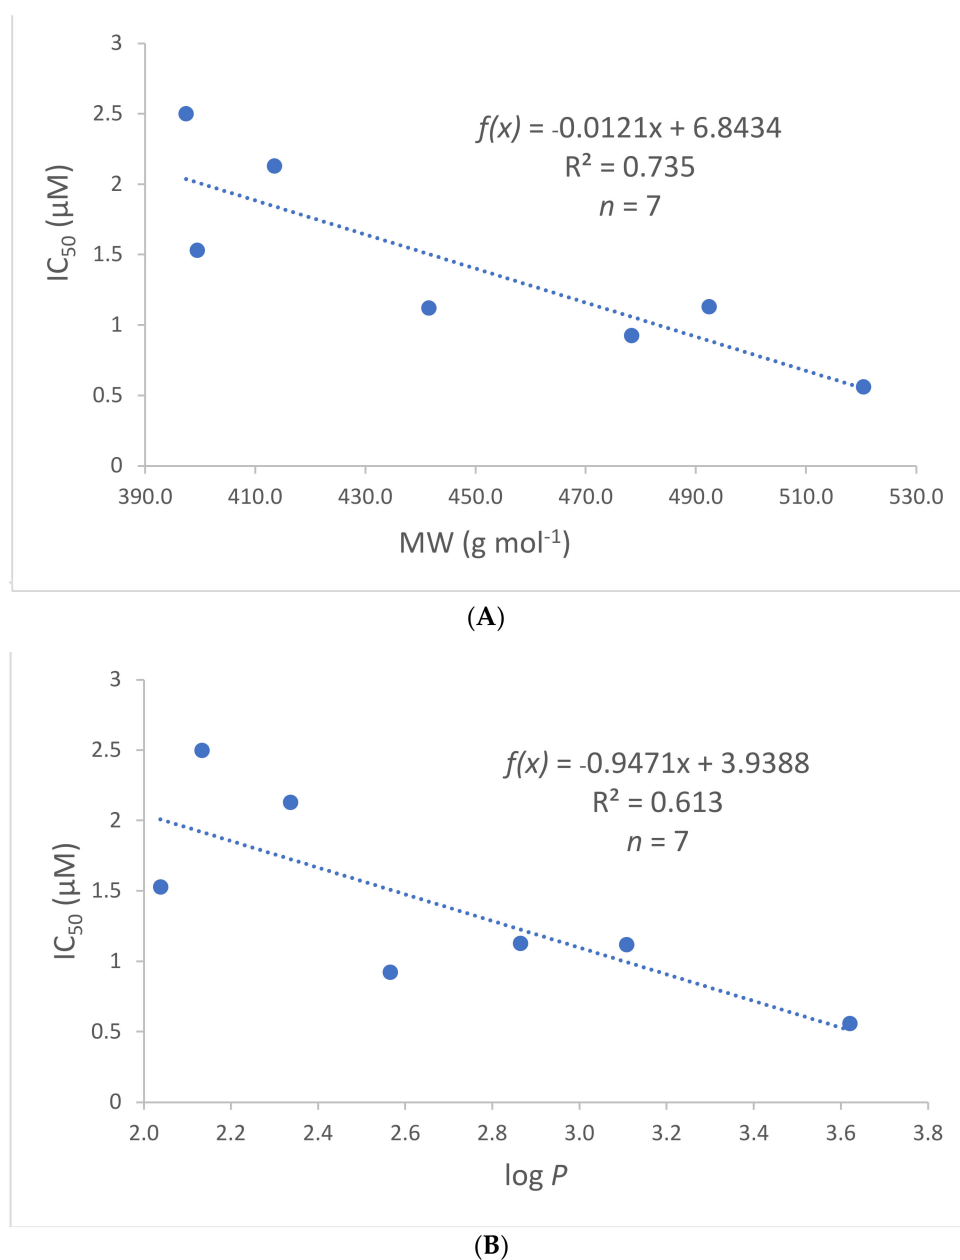 3
2.5
2
1.5
1
0.5
0
IC50 (µM)
f(x) = -0.0121x + 6.8434
R² = 0.735
n = 7
390.0 410.0 430.0 450.0 470.0 490.0 510.0 530.0
MW (g mol-1)
(A)
3
2.5
2
1.5
1
0.5
0
IC50 (µM)
f(x) = -0.9471x + 3.9388
R² = 0.613
n = 7
2.0 2.2 2.4 2.6 2.8 3.0 3.2 3.4 3.6 3.8
log P
(B)